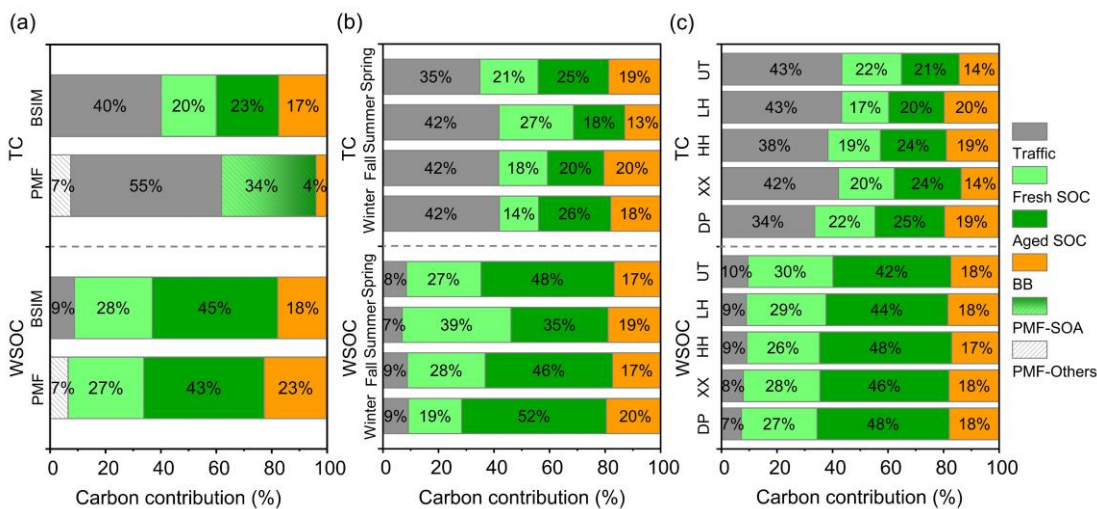 (a)
BSIM
40% 20% 23% 17%
TC
PMF
7% 55% 34% 4%
BSIM
9% 28% 45% 18%
WSOC
PMF
7% 27% 43% 23%
0 20 40 60 80 100
Carbon contribution (%)
(b)
Spring
35% 21% 25% 19%
Summer
42% 27% 18% 13%
TC
Fall
42% 18% 20% 20%
Winter
42% 14% 26% 18%
Spring
8% 27% 48% 17%
Summer
7% 39% 35% 19%
WSOC
Fall
9% 28% 46% 17%
Winter
9% 19% 52% 20%
0 20 40 60 80 100
Carbon contribution (%)
(c)
UT
43% 22% 21% 14%
LH
43% 17% 20% 20%
TC
HH
38% 19% 24% 19%
XX
42% 20% 24% 14%
DP
34% 22% 25% 19%
UT
10% 30% 42% 18%
LH
9% 29% 44% 18%
WSOC
HH
9% 26% 48% 17%
XX
8% 28% 46% 18%
DP
7% 27% 48% 18%
0 20 40 60 80 100
Carbon contribution (%)
Traffic
Fresh SOC
Aged SOC
BB
PMF-SOA
PMF-Others